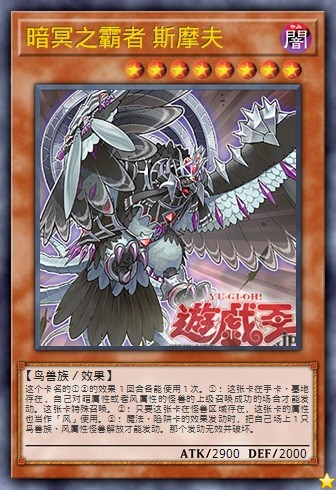 暗冥之霸者 斯摩夫
闇
YU-GI-OH!
遊戯王
【鸟兽族/效果】
这个卡名的①②的效果1回合各能使用1次。①：这张卡在手卡·墓地
存在，自己对暗属性或者风属性的怪兽的上级召唤成功的场合才能发
动。这张卡特殊召唤。②：只要这张卡在怪兽区域存在，这张卡的属性
也当作「风」使用。③：魔法·陷阱卡的效果发动时，把自己场上1只
鸟兽族·风属性怪兽解放才能发动。那个发动无效并破坏。
ATK/2900 DEF/2000